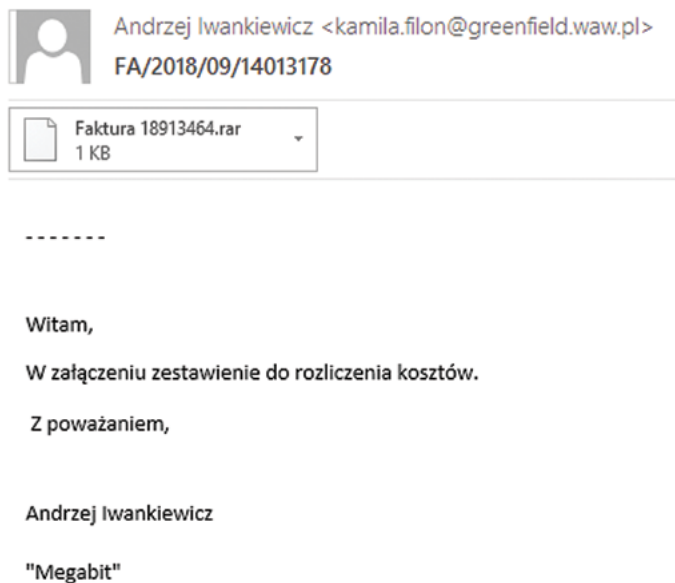 Andrzej Iwankiewicz <kamila.filon@greenfield.waw.pl>
FA/2018/09/14013178
Faktura 18913464.rar
1 KB
- - - - - - -
Witam,
W załączeniu zestawienie do rozliczenia kosztów.
Z poważaniem,
Andrzej Iwankiewicz
"Megabit"